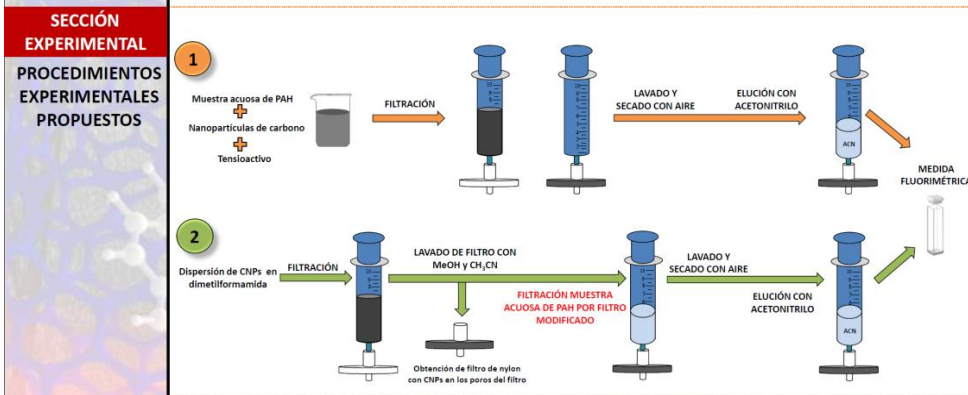 SECCIÓN
EXPERIMENTAL
PROCEDIMIENTOS
EXPERIMENTALES
PROPUESTOS
1
Muestra acuosa de PAH
Nanopartículas de carbono
Tensioactivo
FILTRACIÓN
LAVADO Y
SECADO CON AIRE
ELUCIÓN CON
ACETONITRILO
ACN
MEDIDA
FLUORIMÉTRICA
2
Dispersión de CNPs en
dimetilformamida
FILTRACIÓN
LAVADO DE FILTRO CON
MeOH y CH₃CN
FILTRACIÓN MUESTRA
ACUOSA DE PAH POR FILTRO
MODIFICADO
Obtención de filtro de nylon
con CNPs en los poros del filtro
LAVADO Y
SECADO CON AIRE
ELUCIÓN CON
ACETONITRILO
ACN